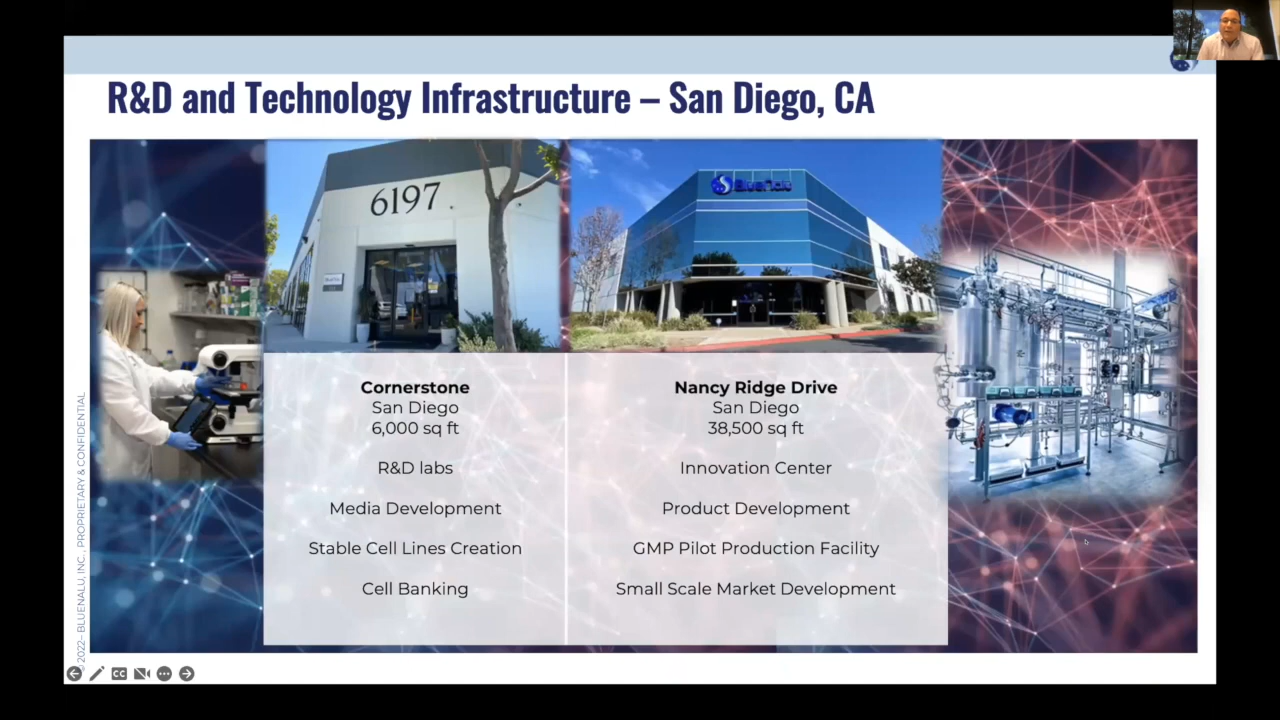 R&D and Technology Infrastructure – San Diego, CA
6197
BlueNalu
Cornerstone
San Diego
6,000 sq ft
R&D labs
Media Development
Stable Cell Lines Creation
Cell Banking
Nancy Ridge Drive
San Diego
38,500 sq ft
Innovation Center
Product Development
GMP Pilot Production Facility
Small Scale Market Development
© 2022– BLUENALU, INC., PROPRIETARY & CONFIDENTIAL
CC